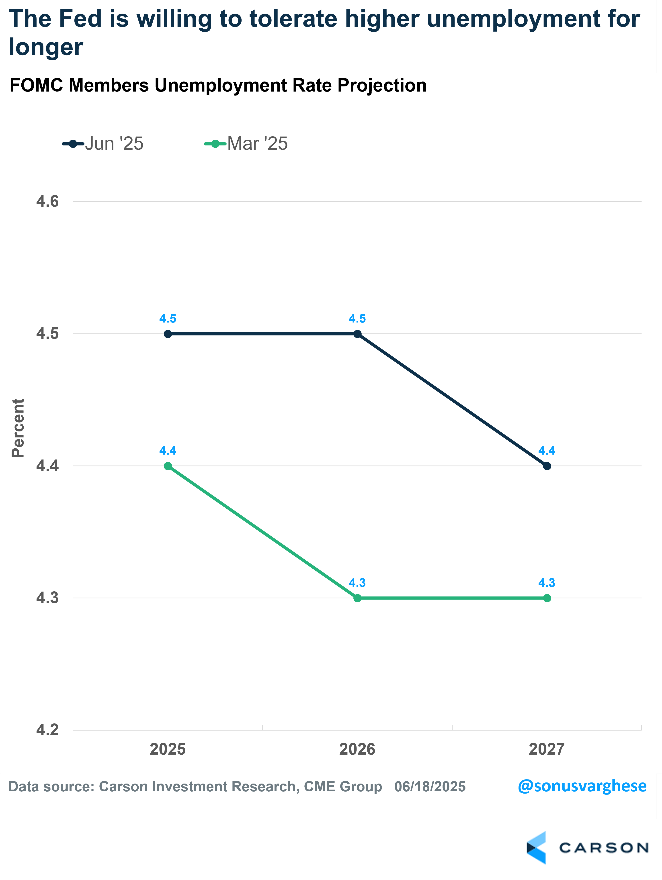 The Fed is willing to tolerate higher unemployment for
longer
FOMC Members Unemployment Rate Projection
Jun '25 Mar '25
4.6
4.5
4.4
4.3
4.2
Percent
4.5 4.5 4.4
4.4 4.3 4.3
2025 2026 2027
Data source: Carson Investment Research, CME Group 06/18/2025 @sonusvarghese
CARSON